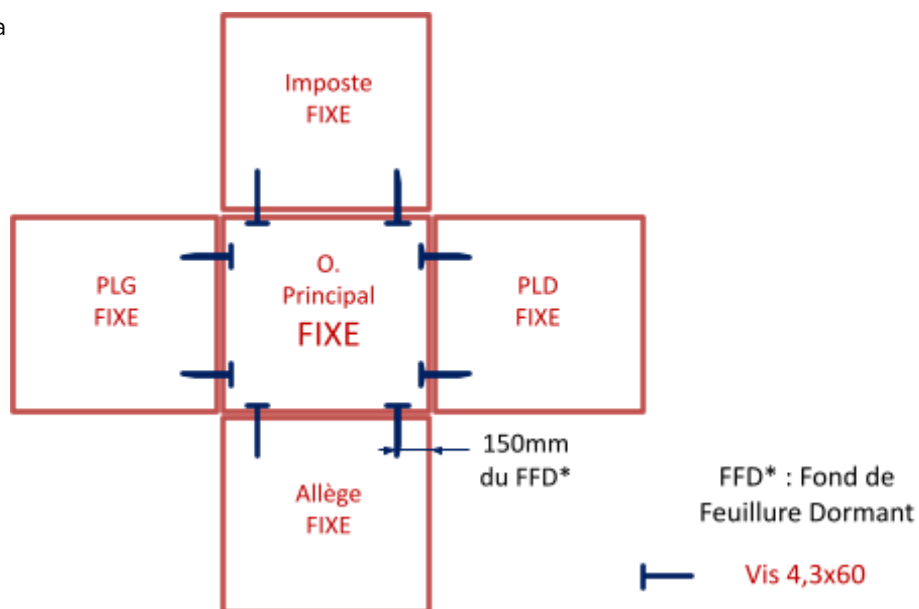 a
Imposte
FIXE
PLG
FIXE
O.
Principal
FIXE
PLD
FIXE
150mm
du FFD*
Allège
FIXE
FFD* : Fond de
Feuillure Dormant
Vis 4,3x60